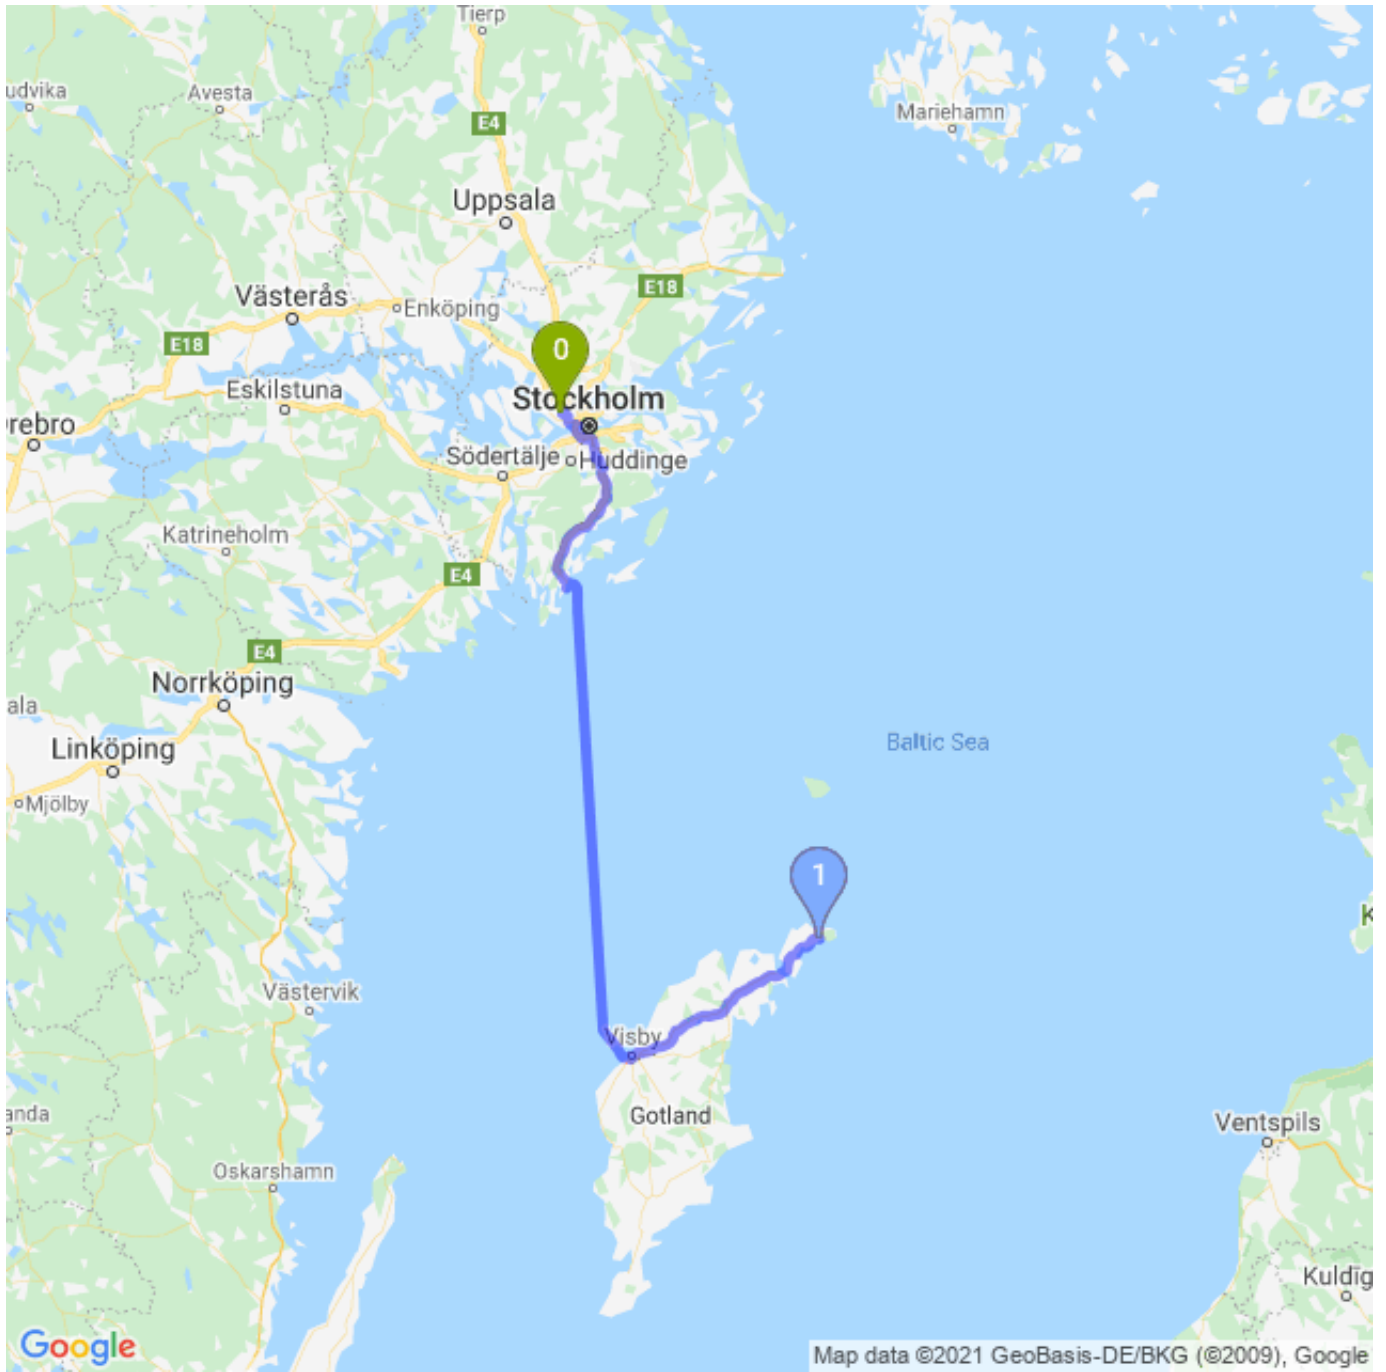 Tierp
udvika
Avesta
Mariehamn
E4
Uppsala
E18
Västerås
Enköping
E18
0
Eskilstuna
Stockholm
rebro
Södertälje
Huddinge
Katrineholm
E4
E4
Norrköping
ala
Linköping
Baltic Sea
Mjölby
1
K
Västervik
Visby
anda
Gotland
Ventspils
Oskarshamn
Kuldīg
Google
Map data ©2021 GeoBasis-DE/BKG (©2009), Google